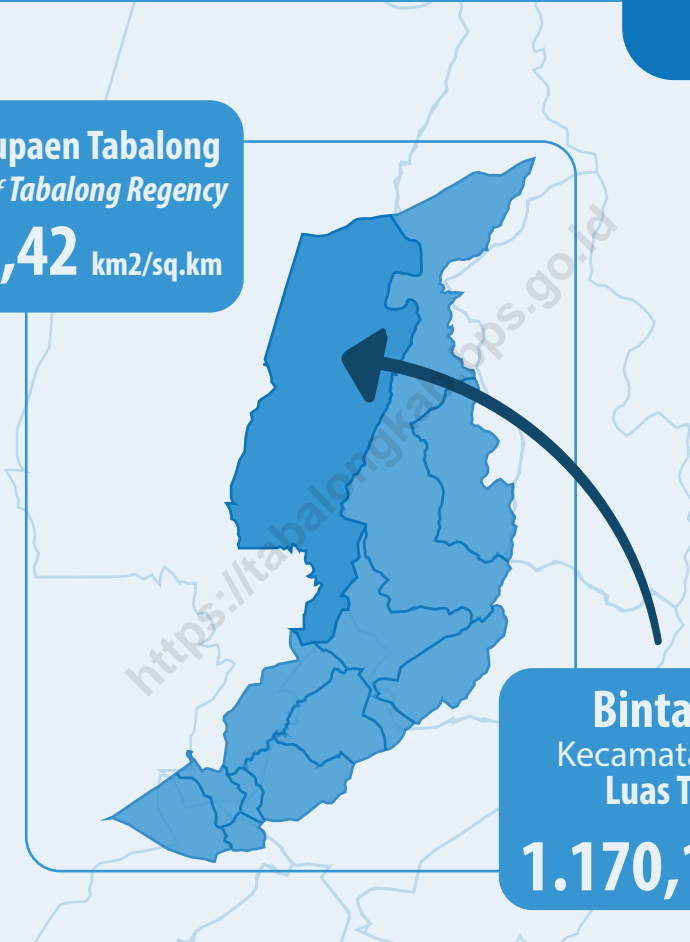 upaen Tabalong
f Tabalong Regency
,42 km2/sq.km
https://tabalongkab.bps.go.id
Binta
Kecamata
Luas T
1.170,1